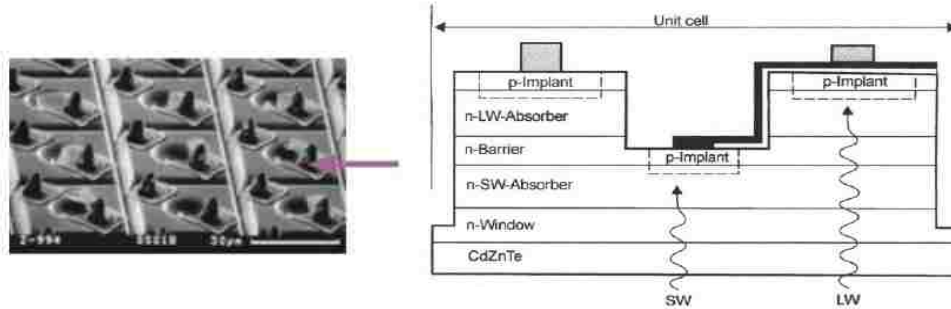 Unit cell
p-Implant
p-Implant
n-LW-Absorber
n-Barrier
p-Implant
n-SW-Absorber
n-Window
CdZnTe
SW
LW
30µm